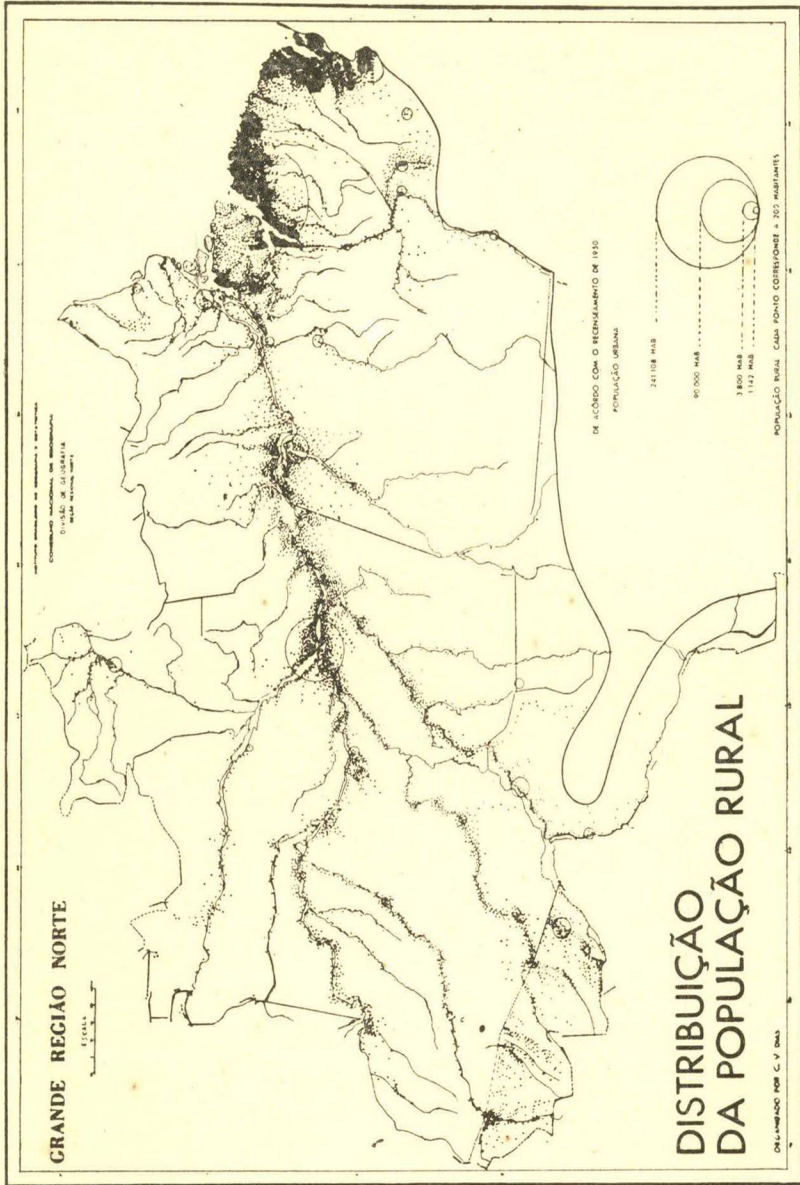 GRANDE REGIÃO NORTE
ESCALA
CONSELHO NACIONAL DE GEOGRAFIA
DIVISÃO DE GEOGRAFIA
DE ACÔRDO COM O RECENSEAMENTO DE 1950
POPULAÇÃO URBANA
241108 HAB
90 000 HAB
3 800 HAB
1 142 HAB
POPULAÇÃO RURAL CADA PONTO CORRESPONDE A 200 HABITANTES
DISTRIBUIÇÃO
DA POPULAÇÃO RURAL
ORGANIZADO POR C. V. DIAS